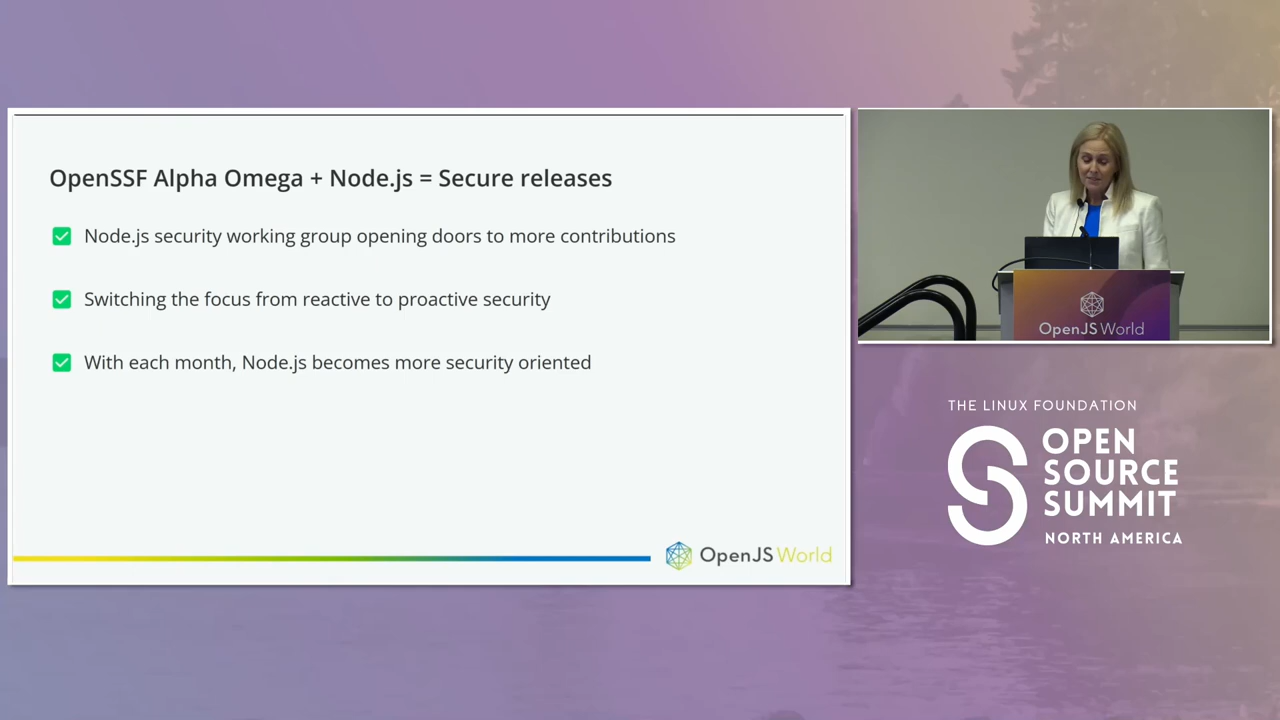 OpenSSF Alpha Omega + Node.js = Secure releases
Node.js security working group opening doors to more contributions
Switching the focus from reactive to proactive security
With each month, Node.js becomes more security oriented
OpenJS World
OpenJS World
THE LINUX FOUNDATION
OPEN
SOURCE
SUMMIT
NORTH AMERICA